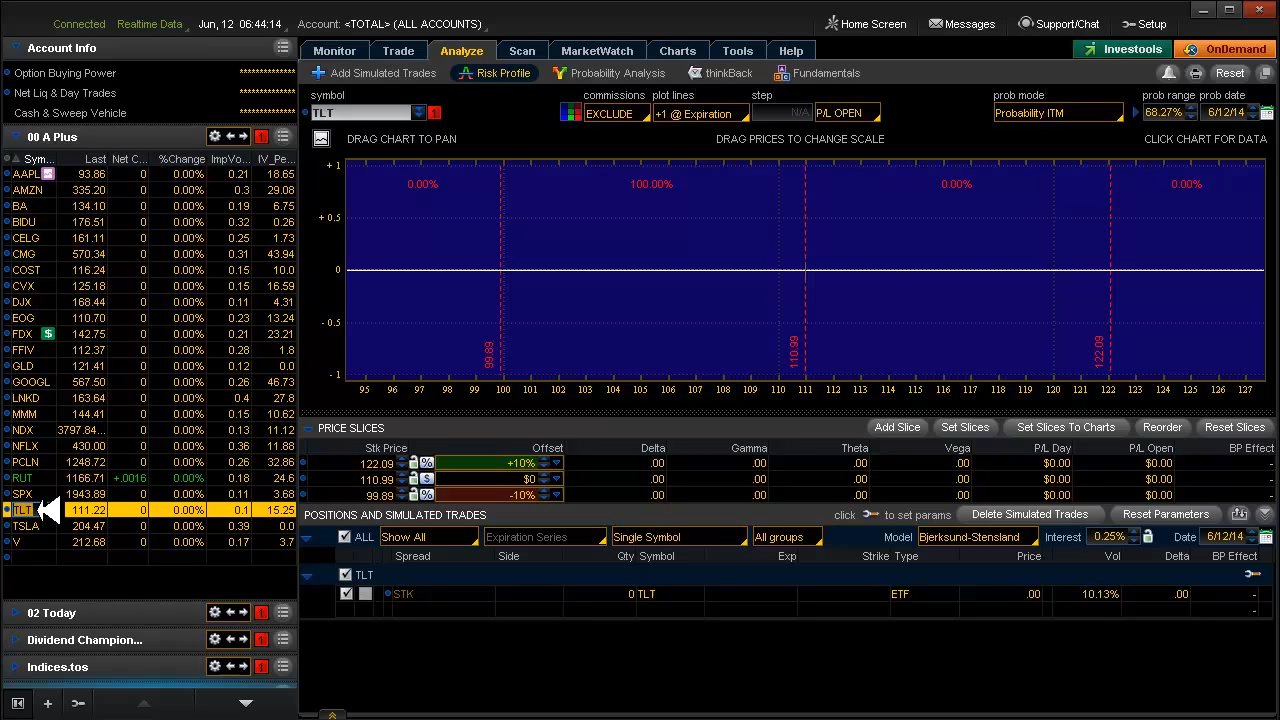 Connected Realtime Data Jun, 12 06:44:14 Account: <TOTAL> (ALL ACCOUNTS) Home Screen Messages Support/Chat Setup
Account Info
Option Buying Power *************
Net Liq & Day Trades *************
Cash & Sweep Vehicle *************
00 A Plus 1
Sym... Last Net C... %Change ImpVo... IV_Pe...
AAPL 93.86 0 0.00% 0.21 18.65
AMZN 335.20 0 0.00% 0.3 29.08
BA 134.10 0 0.00% 0.19 6.75
BIDU 176.51 0 0.00% 0.32 0.26
CELG 161.11 0 0.00% 0.25 1.73
CMG 570.34 0 0.00% 0.31 43.94
COST 116.24 0 0.00% 0.15 10.0
CVX 125.18 0 0.00% 0.15 16.59
DJX 168.44 0 0.00% 0.11 4.31
EOG 110.70 0 0.00% 0.23 13.24
FDX $ 142.75 0 0.00% 0.21 23.21
FFIV 112.37 0 0.00% 0.28 1.8
GLD 121.41 0 0.00% 0.12 0.0
GOOGL 567.50 0 0.00% 0.26 46.73
LNKD 163.64 0 0.00% 0.4 27.8
MMM 144.41 0 0.00% 0.15 10.62
NDX 3797.84... 0 0.00% 0.13 11.12
NFLX 430.00 0 0.00% 0.36 11.88
PCLN 1248.72 0 0.00% 0.26 32.86
RUT 1166.71 +.0016 0.00% 0.18 24.6
SPX 1943.89 0 0.00% 0.11 3.68
TLT 111.22 0 0.00% 0.1 15.25
TSLA 204.47 0 0.00% 0.39 0.0
V 212.68 0 0.00% 0.17 3.7
02 Today 1
Dividend Champion... 1
Indices.tos 1
Monitor Trade Analyze Scan MarketWatch Charts Tools Help Investools OnDemand
Add Simulated Trades Risk Profile Probability Analysis thinkBack Fundamentals Reset
symbol commissions plot lines step prob mode prob range prob date
TLT 1 EXCLUDE +1 @ Expiration N/A P/L OPEN Probability ITM 68.27% 6/12/14
DRAG CHART TO PAN DRAG PRICES TO CHANGE SCALE CLICK CHART FOR DATA
+ 1
0.00% 100.00% 0.00% 0.00%
+ 0.5
0
- 0.5
99.89 110.99 122.09
- 1
95 96 97 98 99 100 101 102 103 104 105 106 107 108 109 110 111 112 113 114 115 116 117 118 119 120 121 122 123 124 125 126 127
PRICE SLICES Add Slice Set Slices Set Slices To Charts Reorder Reset Slices
Stk Price Offset Delta Gamma Theta Vega P/L Day P/L Open BP Effect
122.09 % +10% .00 .00 .00 .00 $0.00 $0.00 -
110.99 $ $0 .00 .00 .00 .00 $0.00 $0.00 -
99.89 % -10% .00 .00 .00 .00 $0.00 $0.00 -
POSITIONS AND SIMULATED TRADES click to set params Delete Simulated Trades Reset Parameters
ALL Show All Expiration Series Single Symbol All groups Model Bjerksund-Stensland Interest 0.25% Date 6/12/14
Spread Side Qty Symbol Exp Strike Type Price Vol Delta BP Effect
TLT -
STK 0 TLT ETF .00 10.13% .00 -
-